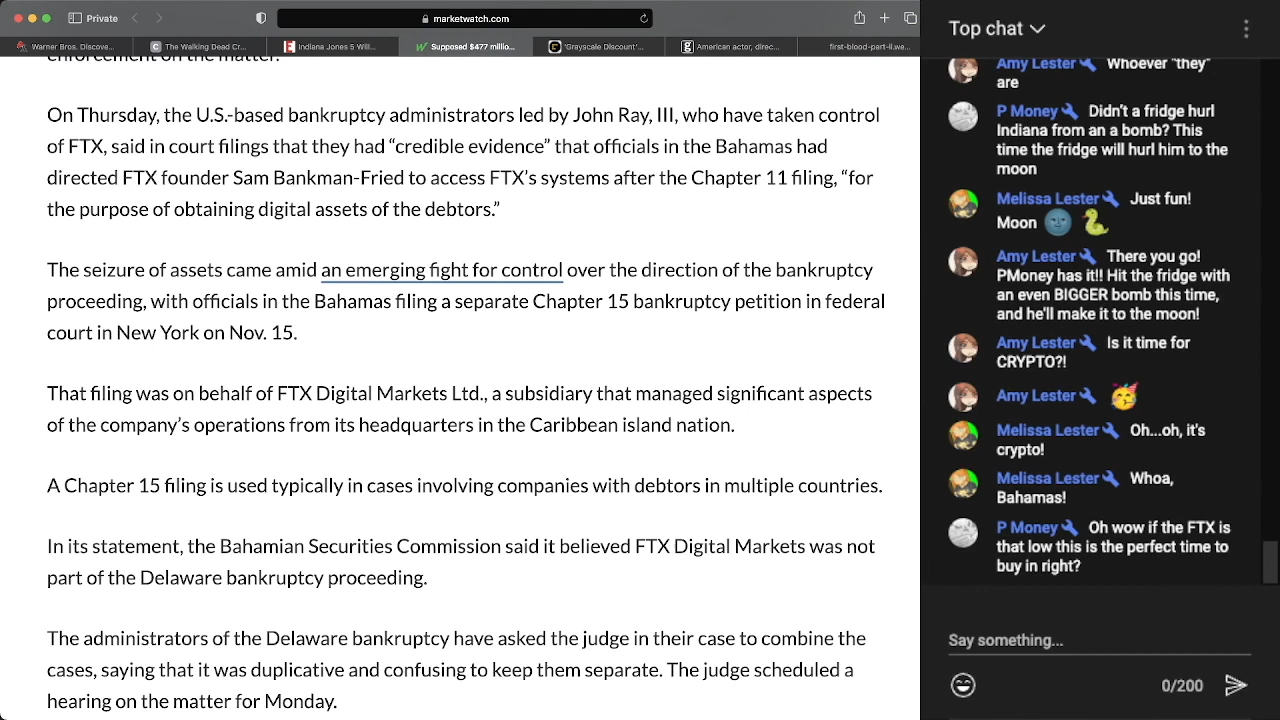 Private
marketwatch.com
Warner Bros. Discove...
The Walking Dead Cr...
Indiana Jones 5 Will...
Supposed $477 millio...
'Grayscale Discount'...
American actor, direc...
first-blood-part-ii.we...
enforcement on the matter.
On Thursday, the U.S.-based bankruptcy administrators led by John Ray, III, who have taken control
of FTX, said in court filings that they had “credible evidence” that officials in the Bahamas had
directed FTX founder Sam Bankman-Fried to access FTX’s systems after the Chapter 11 filing, “for
the purpose of obtaining digital assets of the debtors.”
The seizure of assets came amid an emerging fight for control over the direction of the bankruptcy
proceeding, with officials in the Bahamas filing a separate Chapter 15 bankruptcy petition in federal
court in New York on Nov. 15.
That filing was on behalf of FTX Digital Markets Ltd., a subsidiary that managed significant aspects
of the company’s operations from its headquarters in the Caribbean island nation.
A Chapter 15 filing is used typically in cases involving companies with debtors in multiple countries.
In its statement, the Bahamian Securities Commission said it believed FTX Digital Markets was not
part of the Delaware bankruptcy proceeding.
The administrators of the Delaware bankruptcy have asked the judge in their case to combine the
cases, saying that it was duplicative and confusing to keep them separate. The judge scheduled a
hearing on the matter for Monday.
Top chat
Amy Lester Whoever "they"
are
P Money Didn't a fridge hurl
Indiana from an a bomb? This
time the fridge will hurl him to the
moon
Melissa Lester Just fun!
Moon
Amy Lester There you go!
PMoney has it!! Hit the fridge with
an even BIGGER bomb this time,
and he'll make it to the moon!
Amy Lester Is it time for
CRYPTO?!
Amy Lester
Melissa Lester Oh...oh, it's
crypto!
Melissa Lester Whoa,
Bahamas!
P Money Oh wow if the FTX is
that low this is the perfect time to
buy in right?
Say something...
0/200